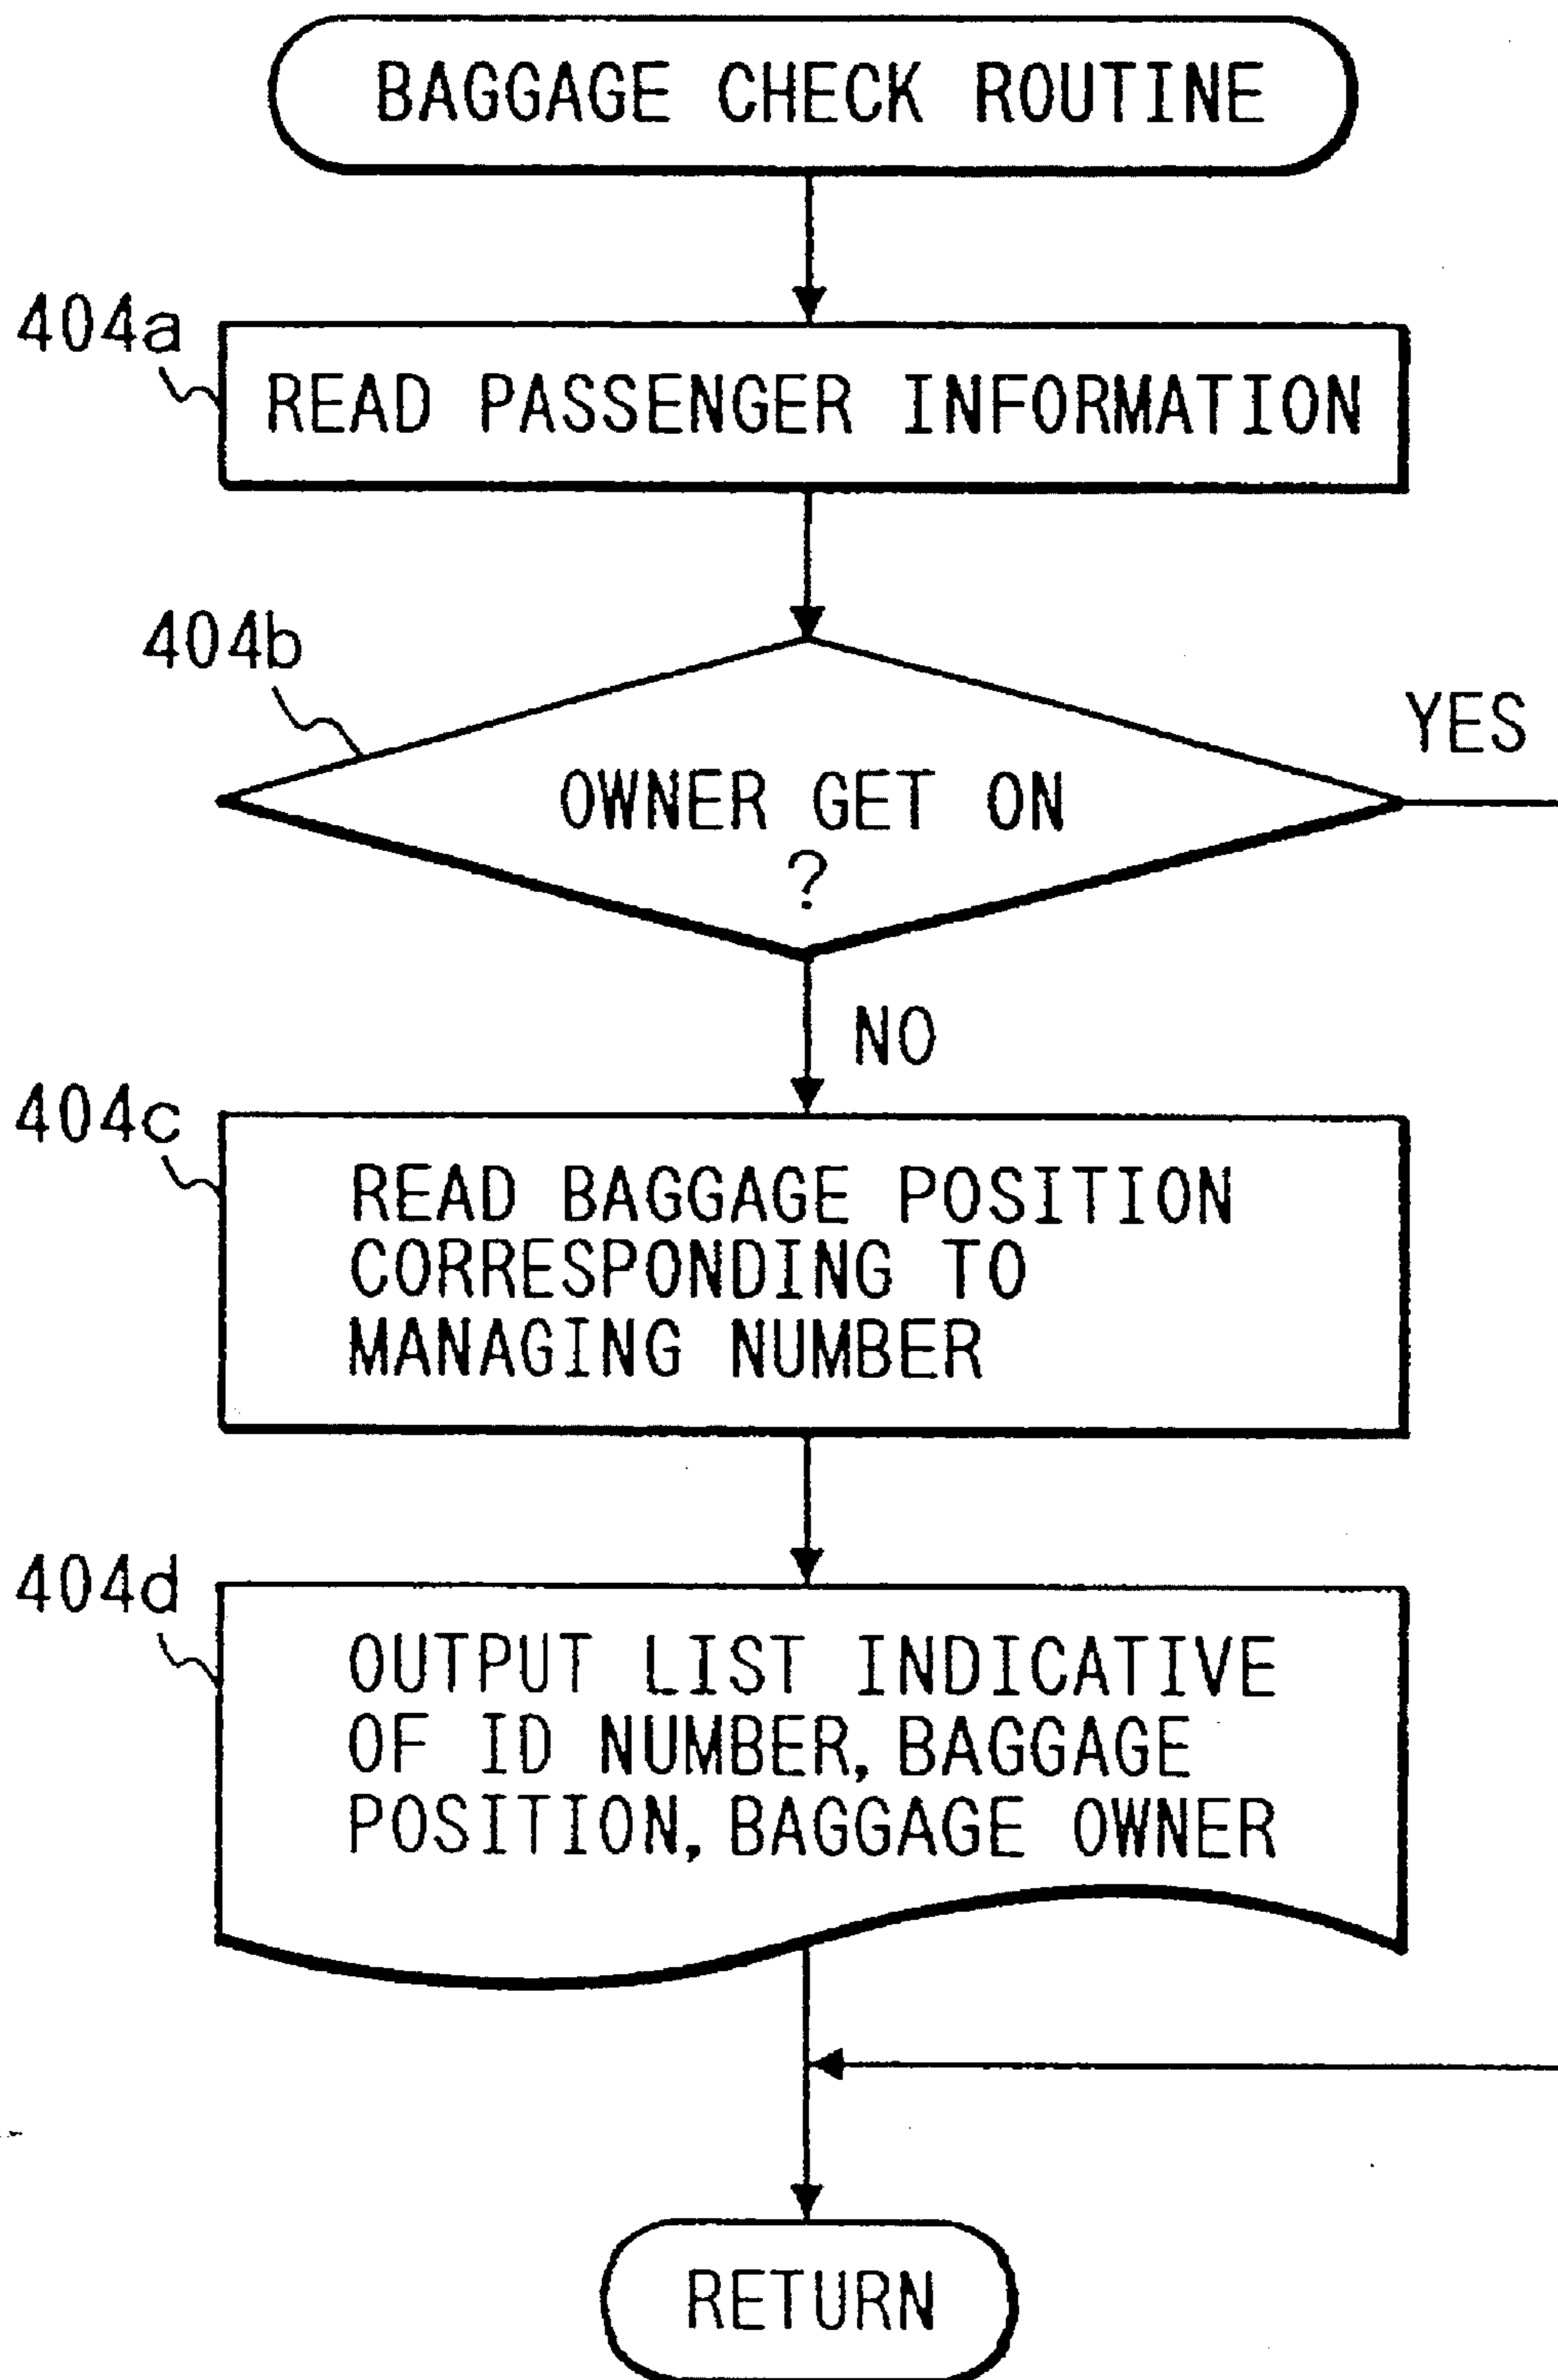 BAGGAGE CHECK ROUTINE
404a
READ PASSENGER INFORMATION
404b
YES
OWNER GET ON
?
NO
404c
READ BAGGAGE POSITION
CORRESPONDING TO
MANAGING NUMBER
404d
OUTPUT LIST INDICATIVE
OF ID NUMBER, BAGGAGE
POSITION, BAGGAGE OWNER
RETURN